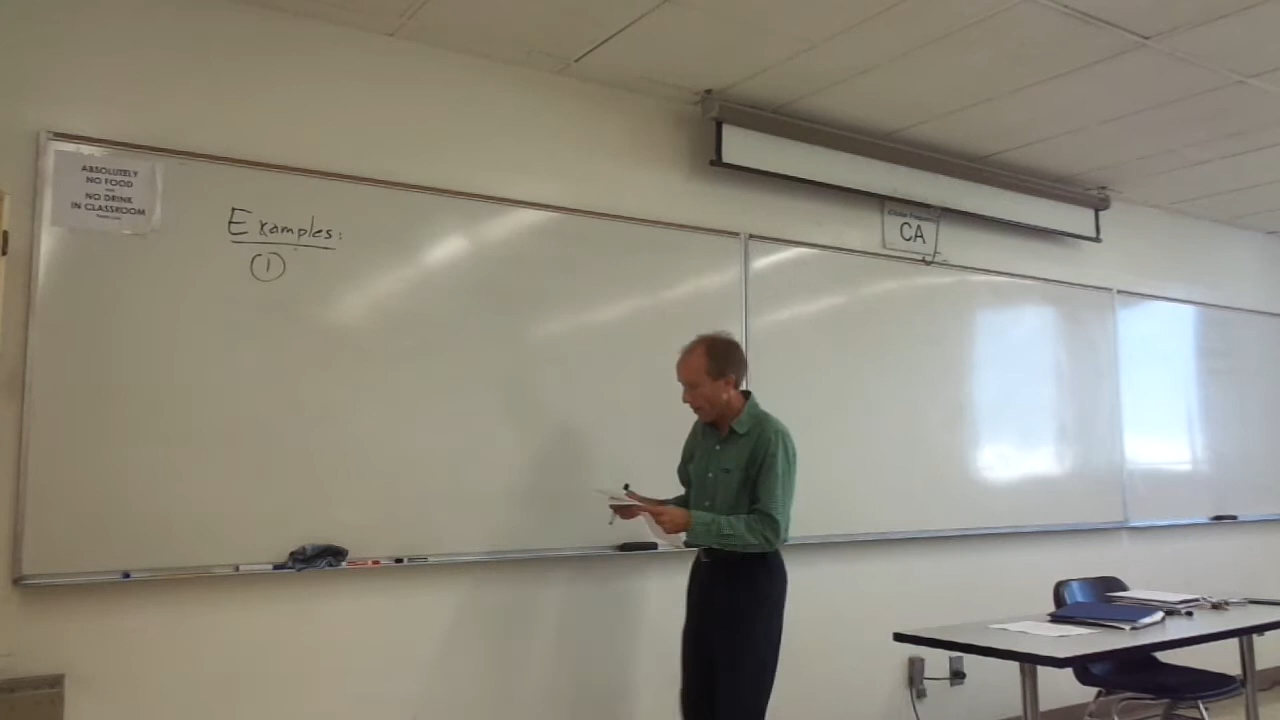 ABSOLUTELY
NO FOOD
NO DRINK
IN CLASSROOM
Examples:
1
CA